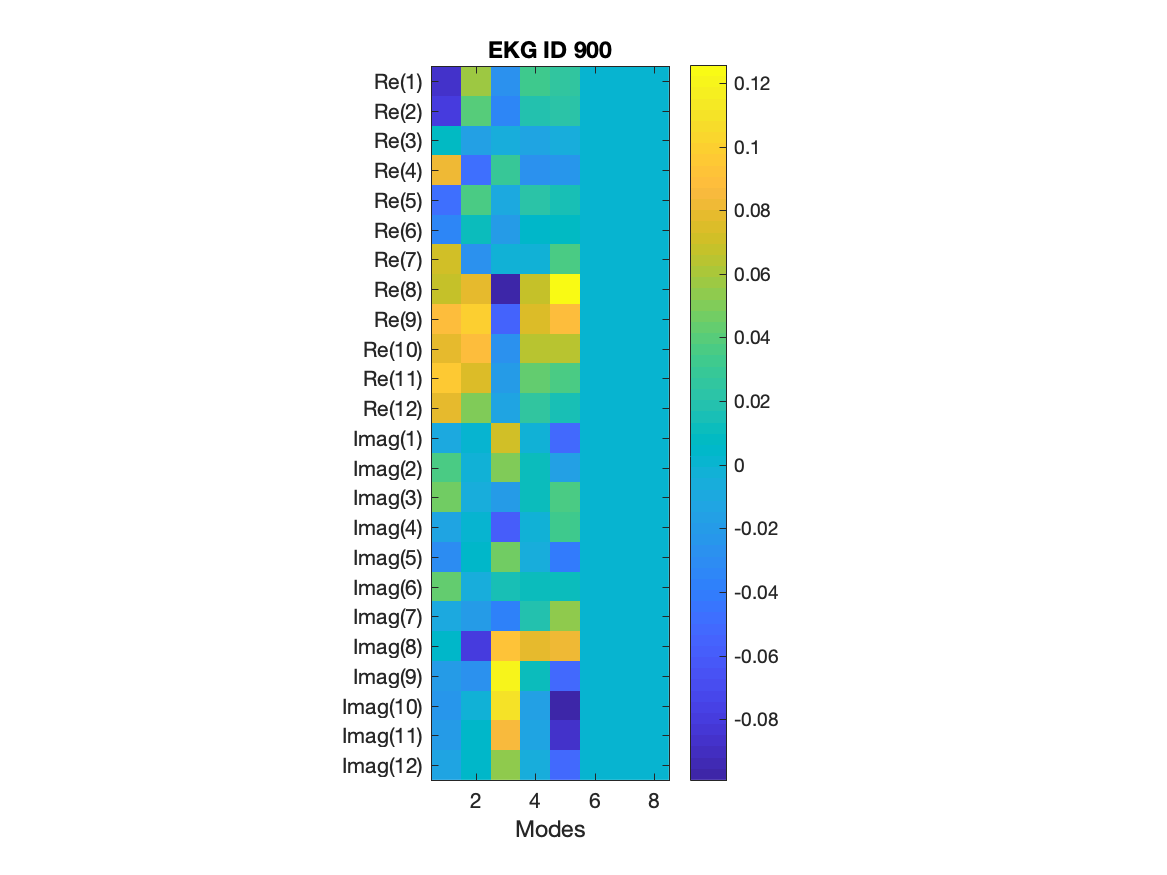 EKG ID 900
Re(1)
Re(2)
Re(3)
Re(4)
Re(5)
Re(6)
Re(7)
Re(8)
Re(9)
Re(10)
Re(11)
Re(12)
Imag(1)
Imag(2)
Imag(3)
Imag(4)
Imag(5)
Imag(6)
Imag(7)
Imag(8)
Imag(9)
Imag(10)
Imag(11)
Imag(12)
2 4 6 8
Modes
0.12
0.1
0.08
0.06
0.04
0.02
0
-0.02
-0.04
-0.06
-0.08